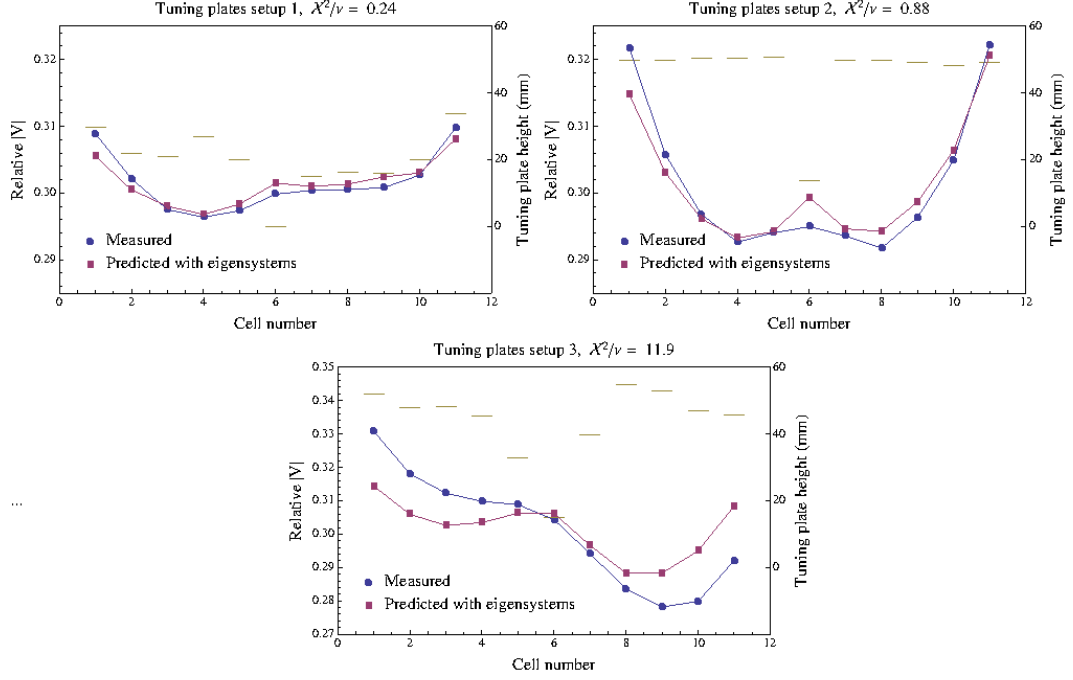 Tuning plates setup 1, χ²/ν = 0.24
0.32
0.31
0.30
0.29
Relative |V|
60
40
20
0
Tuning plate height (mm)
Measured
Predicted with eigensystems
0 2 4 6 8 10 12
Cell number
Tuning plates setup 2, χ²/ν = 0.88
0.32
0.31
0.30
0.29
Relative |V|
60
40
20
0
Tuning plate height (mm)
Measured
Predicted with eigensystems
0 2 4 6 8 10 12
Cell number
Tuning plates setup 3, χ²/ν = 11.9
0.35
0.34
0.33
0.32
0.31
0.30
0.29
0.28
0.27
Relative |V|
60
40
20
0
Tuning plate height (mm)
Measured
Predicted with eigensystems
0 2 4 6 8 10 12
Cell number
...